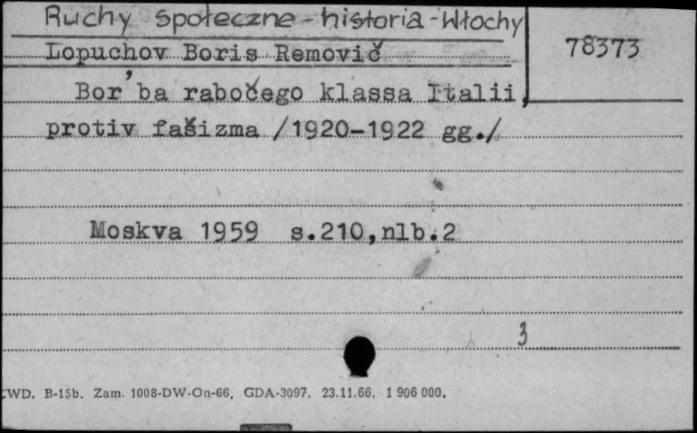 Ruchy społeczne - historia - Włochy
78373
Lopuchov Boris Removič
Bor'ba rabočego klassa Italii,
protiv fašizma /1920-1922 gg./
Moskva 1959 s.210,nlb.2
3
WD. B-15b. Zam. 1008-DW-On-66. GDA-3097. 23.11.66. 1 906 000.